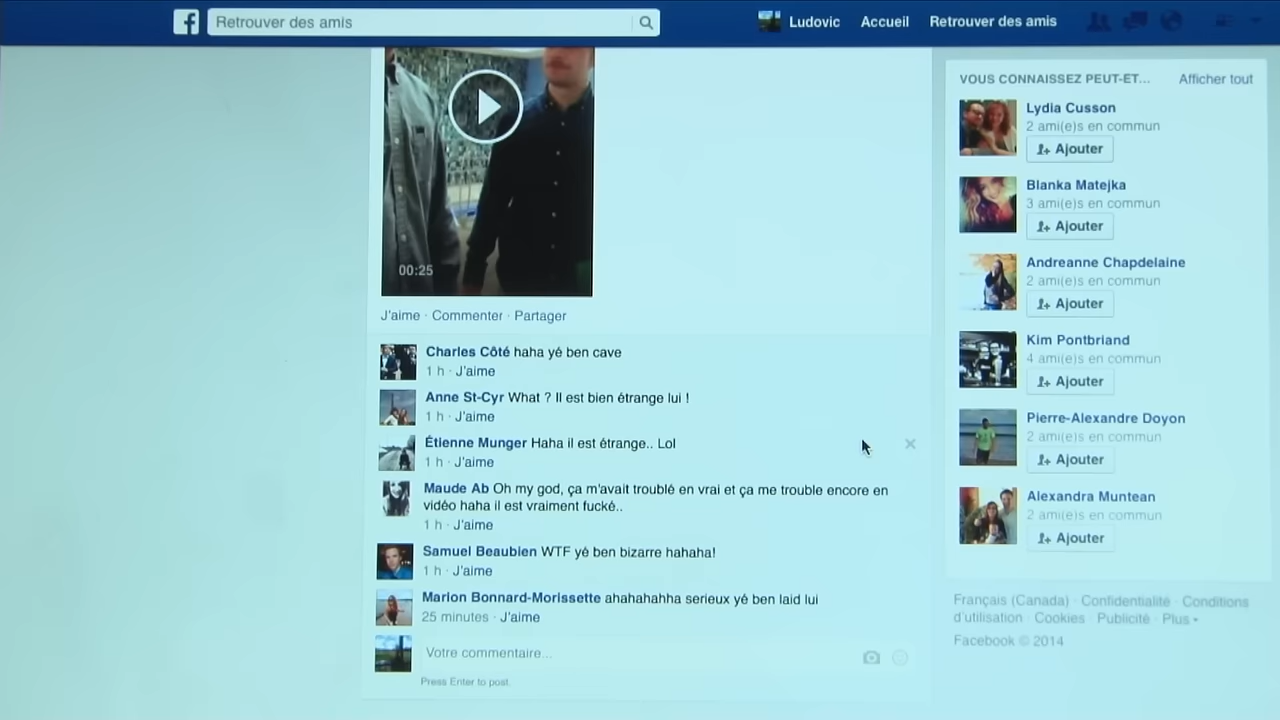 f Retrouver des amis
Ludovic Accueil Retrouver des amis
00:25
J'aime · Commenter · Partager
Charles Côté haha yé ben cave
1 h · J'aime
Anne St-Cyr What ? Il est bien étrange lui !
1 h · J'aime
Étienne Munger Haha il est étrange.. Lol
1 h · J'aime
Maude Ab Oh my god, ça m'avait troublé en vrai et ça me trouble encore en
vidéo haha il est vraiment fucké..
1 h · J'aime
Samuel Beaubien WTF yé ben bizarre hahaha!
1 h · J'aime
Marion Bonnard-Morissette ahahahahha serieux yé ben laid lui
25 minutes · J'aime
Votre commentaire...
Press Enter to post.
VOUS CONNAISSEZ PEUT-ET... Afficher tout
Lydia Cusson
2 ami(e)s en commun
Ajouter
Blanka Matejka
3 ami(e)s en commun
Ajouter
Andreanne Chapdelaine
2 ami(e)s en commun
Ajouter
Kim Pontbriand
4 ami(e)s en commun
Ajouter
Pierre-Alexandre Doyon
2 ami(e)s en commun
Ajouter
Alexandra Muntean
2 ami(e)s en commun
Ajouter
Français (Canada) · Confidentialité · Conditions
d'utilisation · Cookies · Publicité · Plus
Facebook © 2014